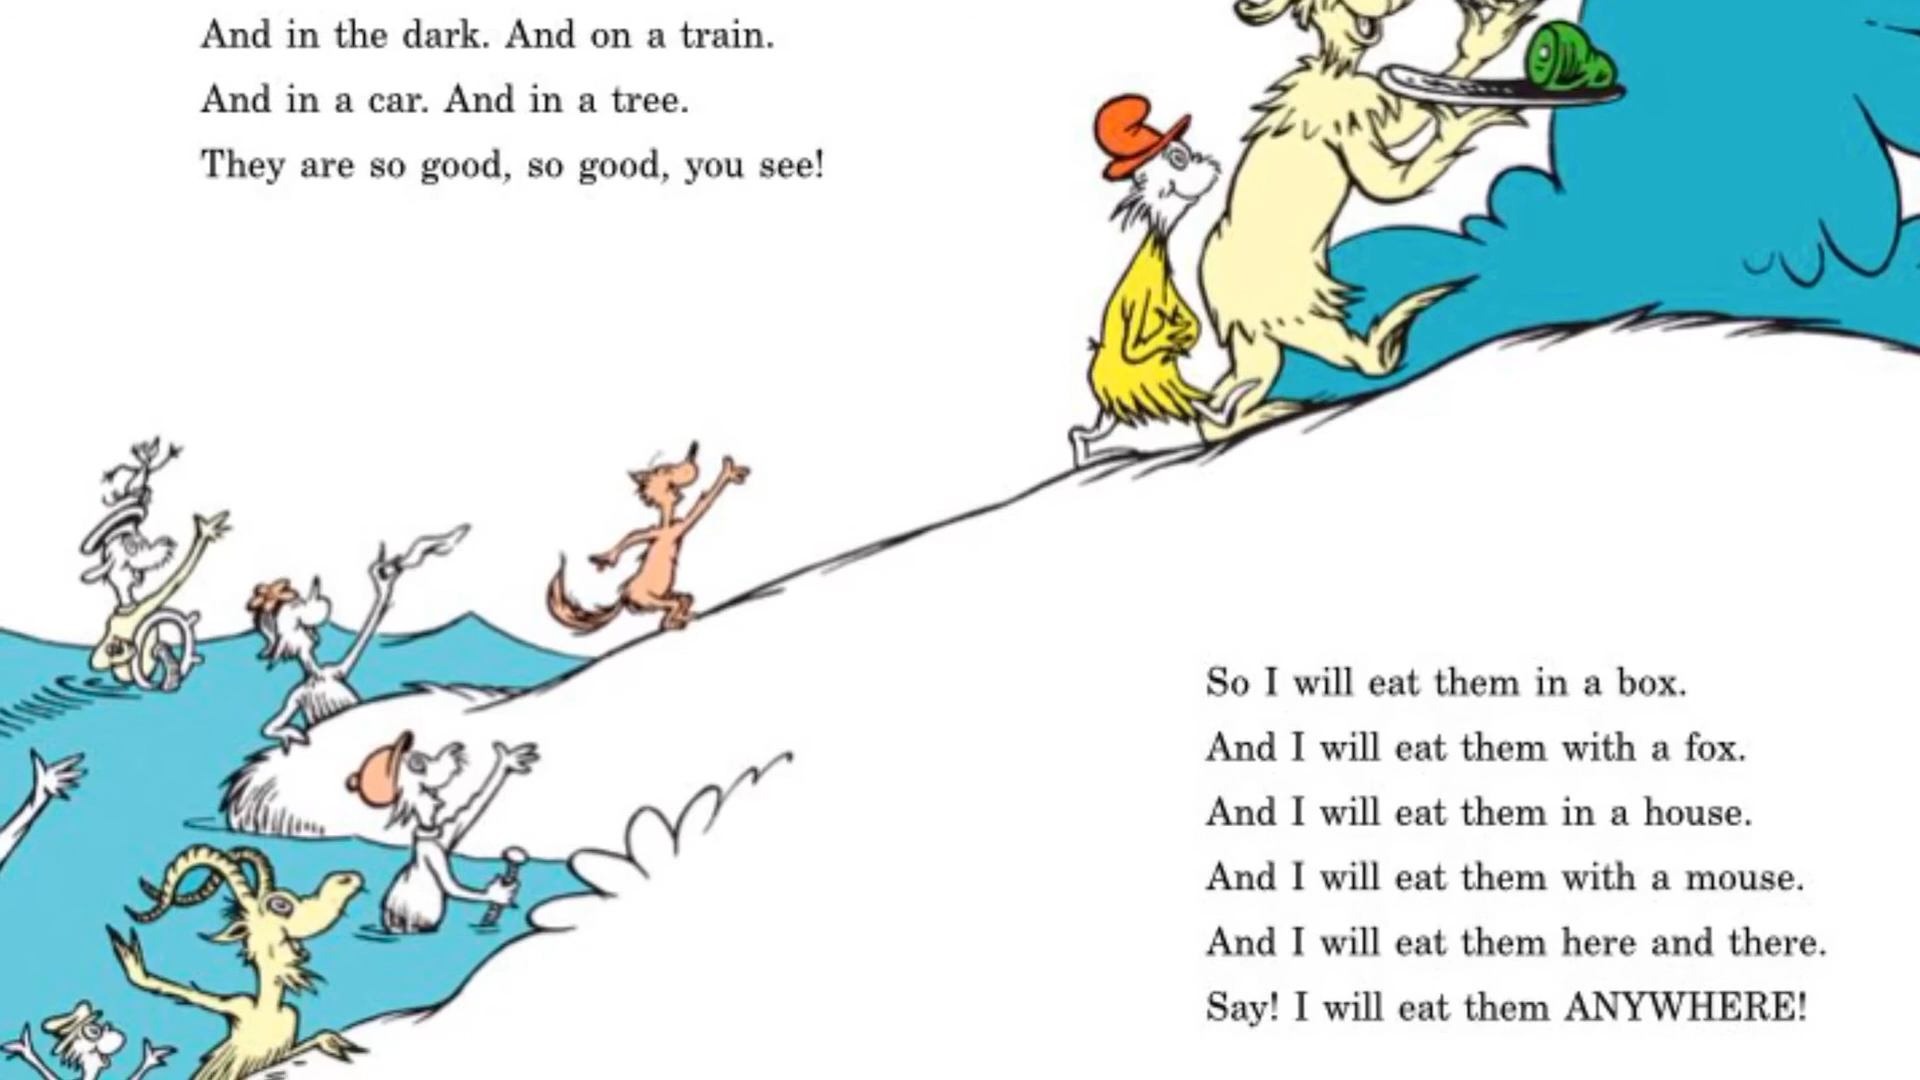 And in the dark. And on a train.
And in a car. And in a tree.
They are so good, so good, you see!
So I will eat them in a box.
And I will eat them with a fox.
And I will eat them in a house.
And I will eat them with a mouse.
And I will eat them here and there.
Say! I will eat them ANYWHERE!